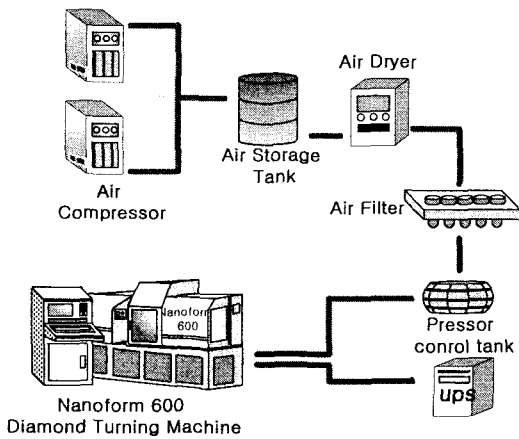 Air Dryer
Air Storage
Tank
Air
Compressor
Air Filter
Nanoform
600
Pressor
conrol tank
ups
Nanoform 600
Diamond Turning Machine